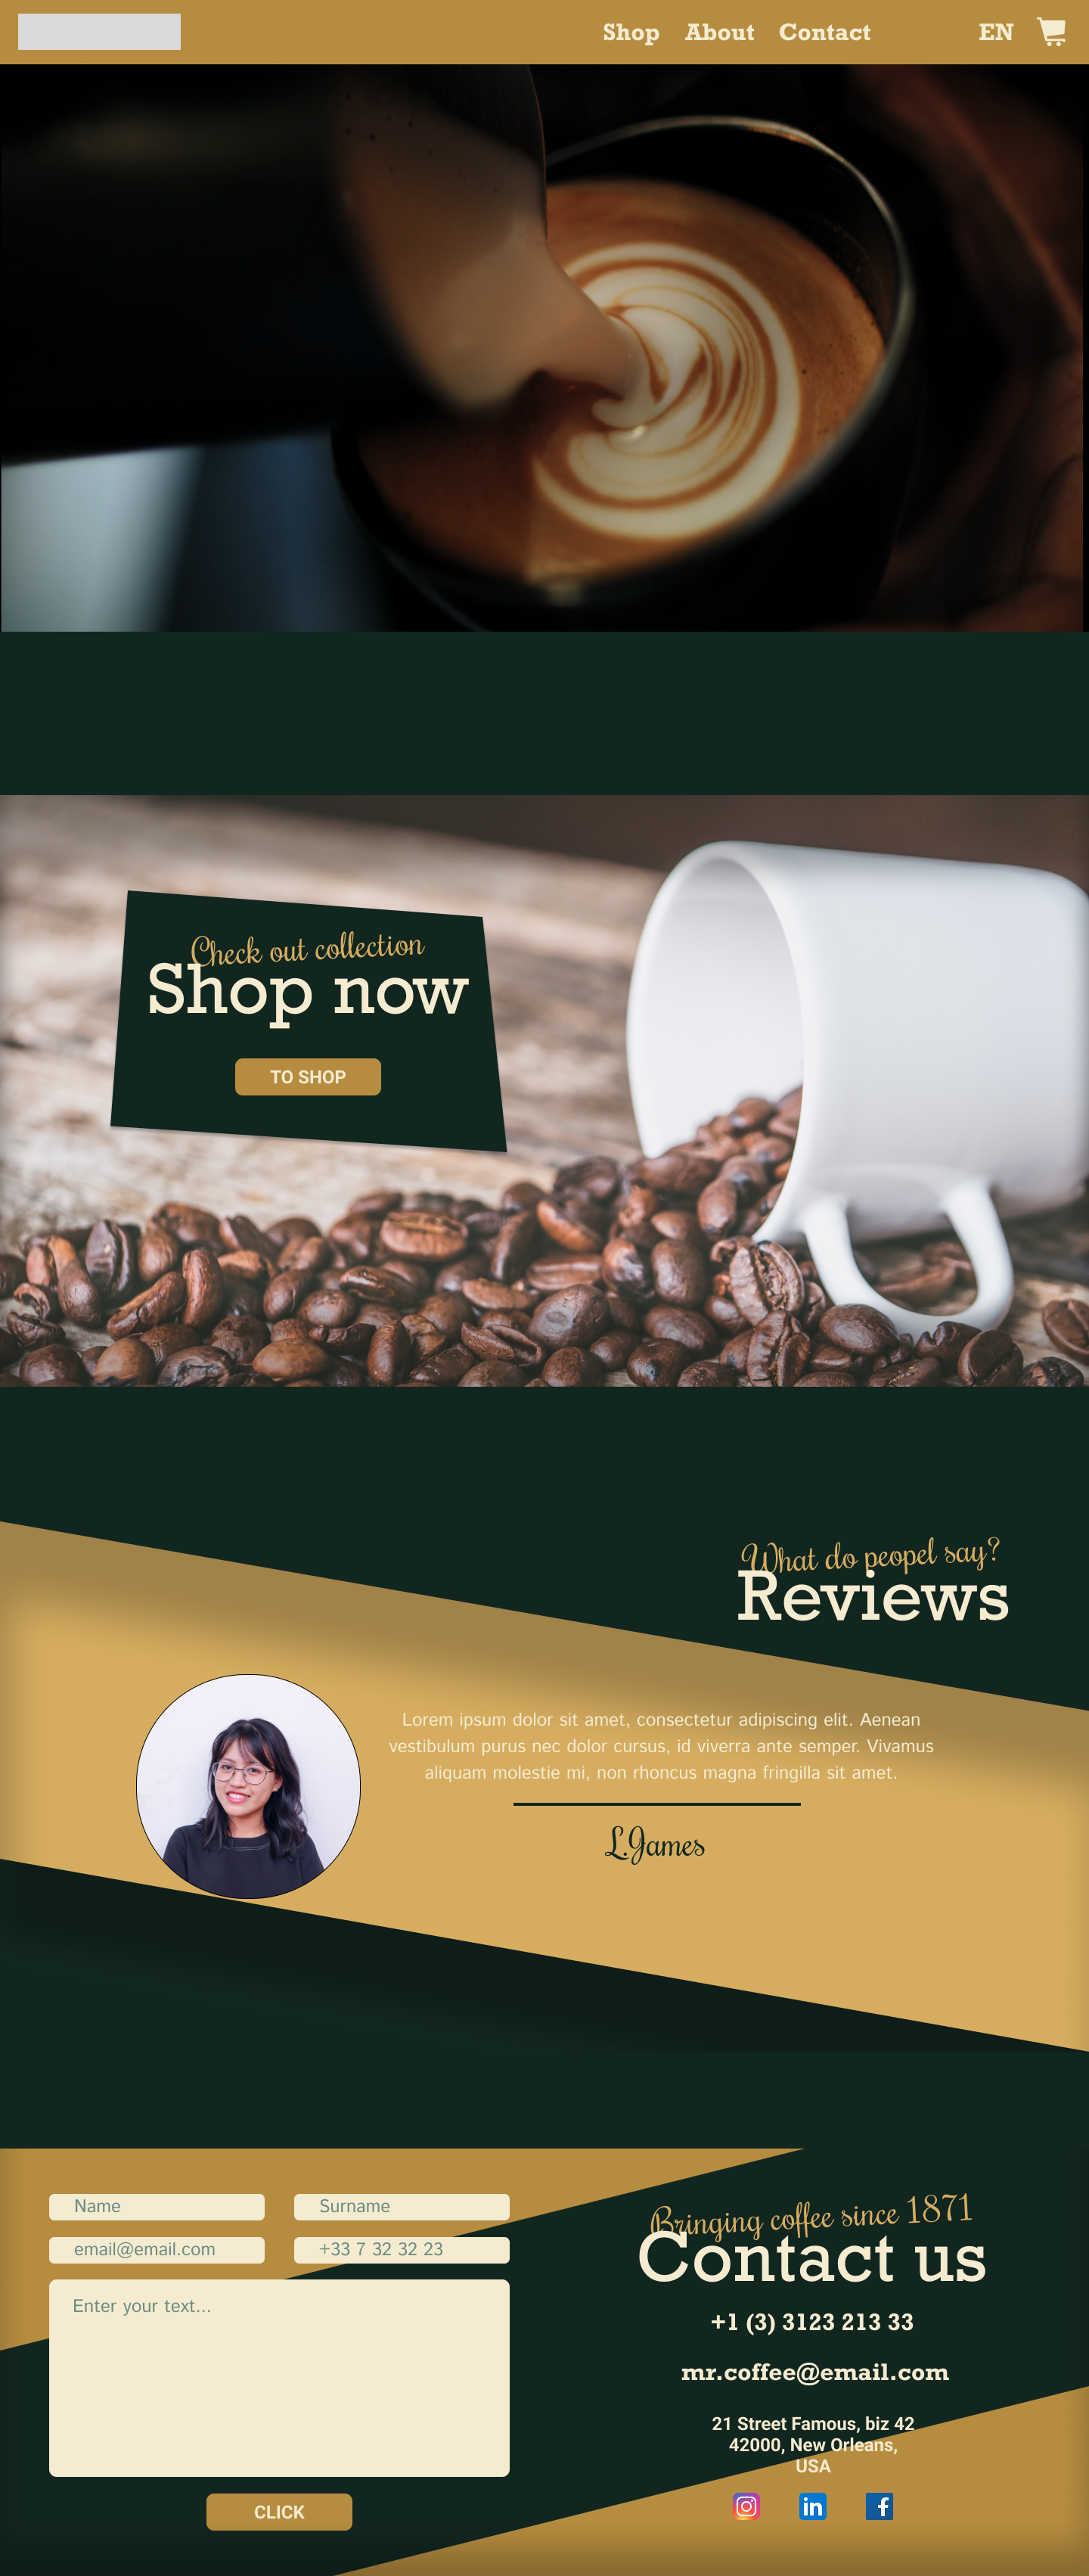 Shop About Contact EN
Check out collection
Shop now
TO SHOP
What do peopel say?
Reviews
Lorem ipsum dolor sit amet, consectetur adipiscing elit. Aenean
vestibulum purus nec dolor cursus, id viverra ante semper. Vivamus
aliquam molestie mi, non rhoncus magna fringilla sit amet.
L.James
Name
Surname
email@email.com
+33 7 32 32 23
Enter your text...
CLICK
Bringing coffee since 1871
Contact us
+1 (3) 3123 213 33
mr.coffee@email.com
21 Street Famous, biz 42
42000, New Orleans,
USA
in
f